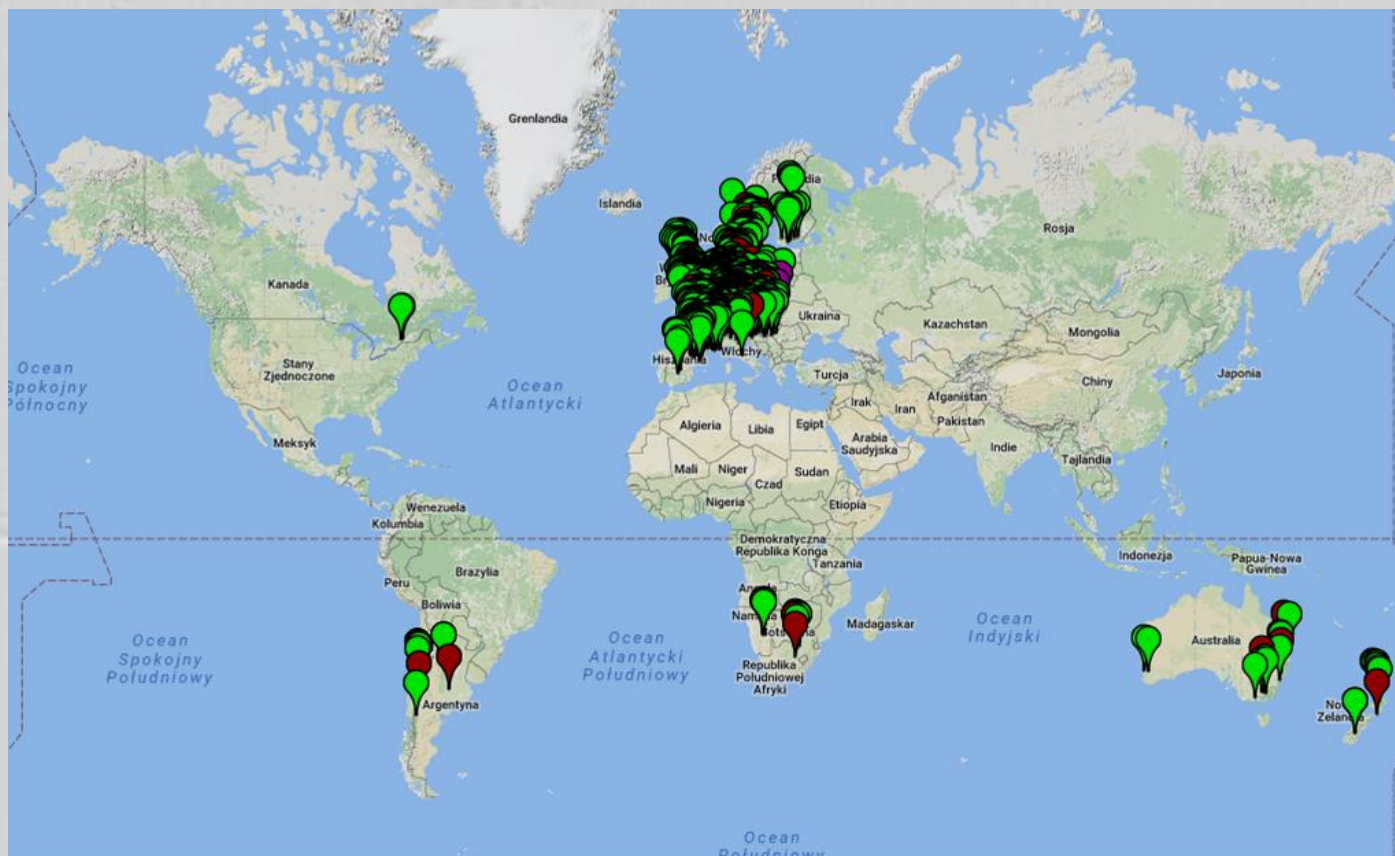 Grenlandia
Islandia
Rosja
Kanada
Ukraina
Kazachstan
Mongolia
Stany
Zjednoczone
Włochy
Ocean
Spokojny
Północny
Ocean
Atlantycki
Turcja
Chiny
Japonia
Afganistan
Irak
Iran
Pakistan
Algieria
Libia
Egipt
Arabia
Saudyjska
Meksyk
Indie
Mali
Niger
Sudan
Tajlandia
Czad
Nigeria
Etiopia
Wenezuela
Kolumbia
Demokratyczna
Republika Konga
Indonezja
Papua-Nowa
Gwinea
Tanzania
Peru
Brazylia
Boliwia
Madagaskar
Ocean
Indyjski
Australia
Ocean
Spokojny
Południowy
Ocean
Atlantycki
Południowy
Republika
Południowej
Afryki
Argentyna
Ocean